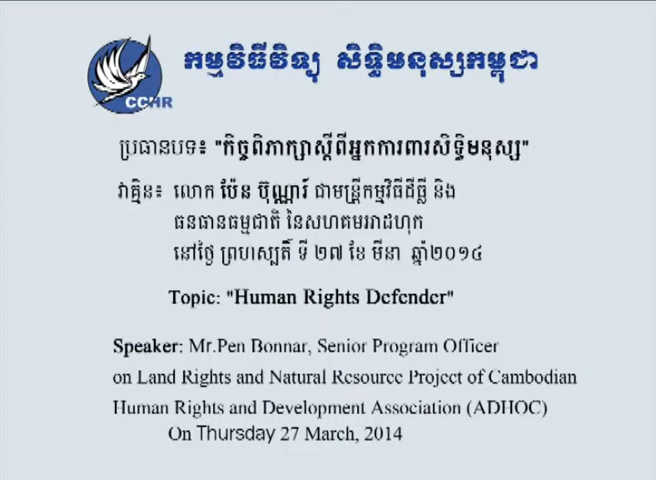 CCHR
កម្មវិធីវិទ្យុ សិទ្ធិមនុស្សកម្ពុជា
ប្រធានបទ៖ "កិច្ចពិភាក្សាស្តីពីអ្នកការពារសិទ្ធិមនុស្ស"
វាគ្មិន៖ លោក ប៉ែន ប៊ុណ្ណារ៍ ជាមន្ត្រីកម្មវិធីដីធ្លី និង
ធនធានធម្មជាតិ នៃសហគមរអាដហុក
នៅថ្ងៃ ព្រហស្បតិ៍ ទី ២៧ ខែ មីនា ឆ្នាំ២០១៤
Topic: "Human Rights Defender"
Speaker: Mr.Pen Bonnar, Senior Program Officer
on Land Rights and Natural Resource Project of Cambodian
Human Rights and Development Association (ADHOC)
On Thursday 27 March, 2014